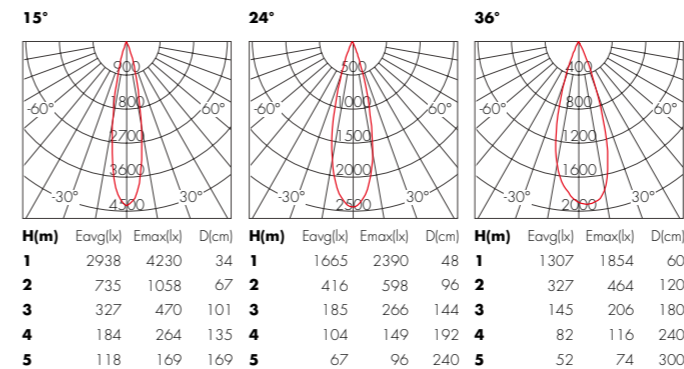 15° 24° 36°
900 500 400
-60° 1800 60° -60° 1000 60° -60° 800 60°
2700 1500 1200
3600 2000 1600
-30° 4500 30° -30° 2500 30° -30° 2000 30°
H(m) Eavg(lx) Emax(lx) D(cm) H(m) Eavg(lx) Emax(lx) D(cm) H(m) Eavg(lx) Emax(lx) D(cm)
1 2938 4230 34 1 1665 2390 48 1 1307 1854 60
2 735 1058 67 2 416 598 96 2 327 464 120
3 327 470 101 3 185 266 144 3 145 206 180
4 184 264 135 4 104 149 192 4 82 116 240
5 118 169 169 5 67 96 240 5 52 74 300